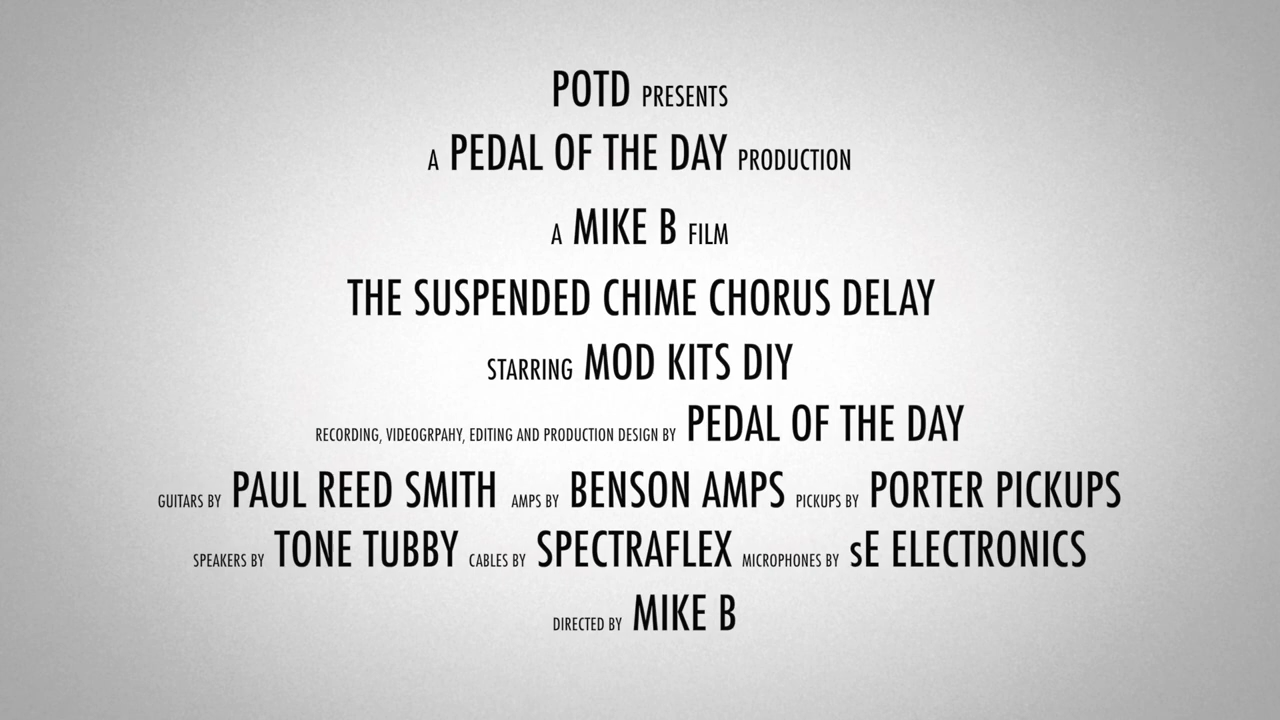 POTD PRESENTS
A PEDAL OF THE DAY PRODUCTION
A MIKE B FILM
THE SUSPENDED CHIME CHORUS DELAY
STARRING MOD KITS DIY
RECORDING, VIDEOGRPAHY, EDITING AND PRODUCTION DESIGN BY PEDAL OF THE DAY
GUITARS BY PAUL REED SMITH AMPS BY BENSON AMPS PICKUPS BY PORTER PICKUPS
SPEAKERS BY TONE TUBBY CABLES BY SPECTRAFLEX MICROPHONES BY sE ELECTRONICS
DIRECTED BY MIKE B